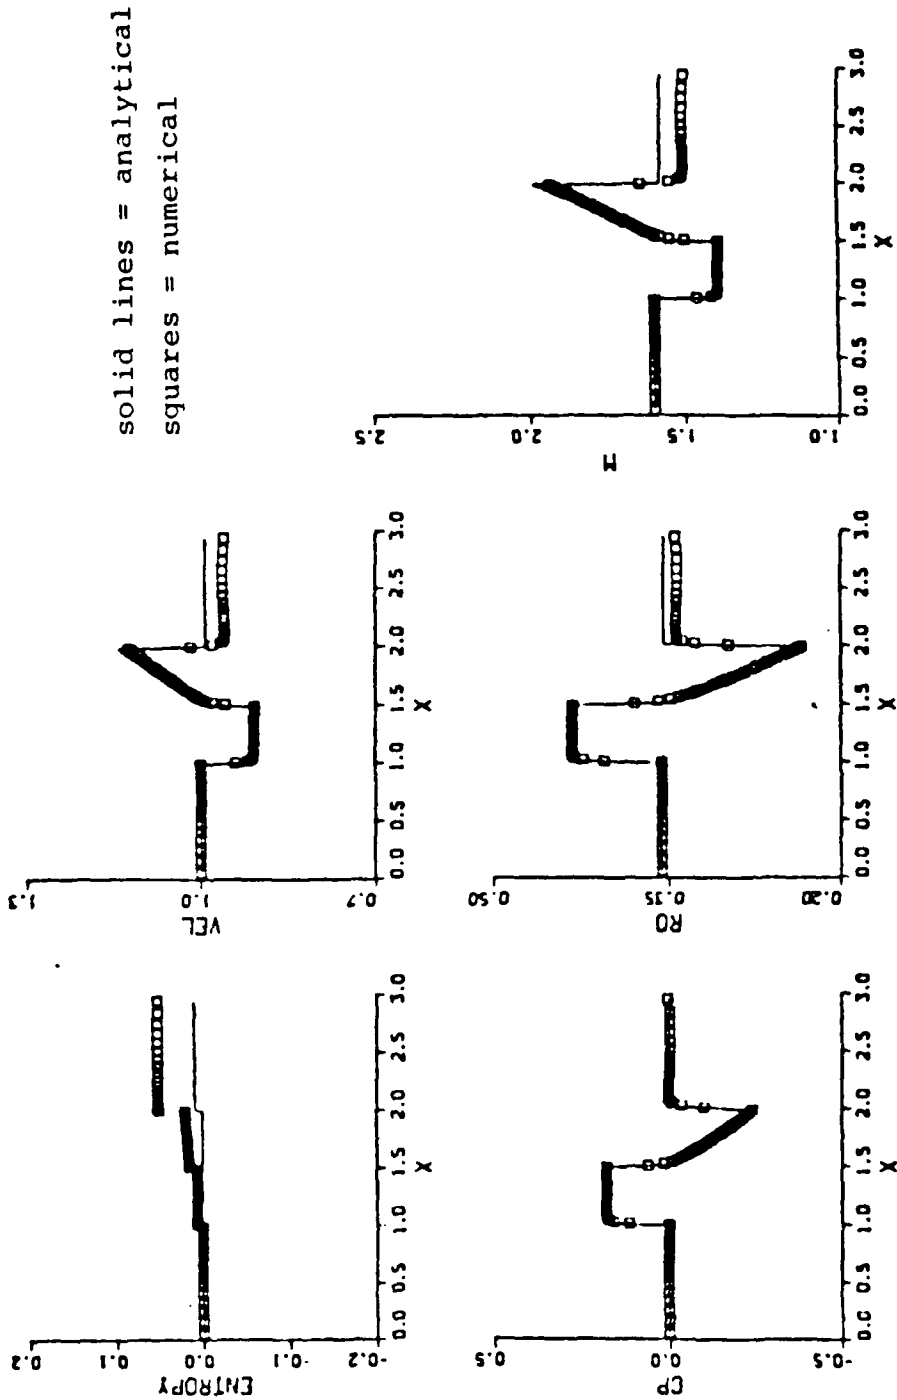 solid lines = analytical
squares = numerical
ENTROPY
0.2
0.1
0.0
-0.1
-0.2
0.0 0.5 1.0 1.5 2.0 2.5 3.0
X
VEL
1.3
1.0
0.7
0.0 0.5 1.0 1.5 2.0 2.5 3.0
X
CP
0.5
0.0
-0.5
0.0 0.5 1.0 1.5 2.0 2.5 3.0
X
RO
0.50
0.35
0.20
0.0 0.5 1.0 1.5 2.0 2.5 3.0
X
M
2.5
2.0
1.5
1.0
0.0 0.5 1.0 1.5 2.0 2.5 3.0
X